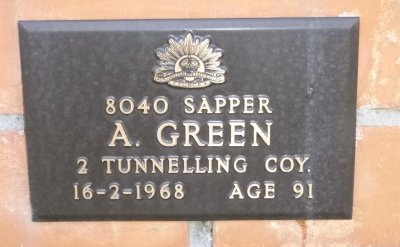 8040 SAPPER
A. GREEN
2 TUNNELLING COY.
16-2-1968 AGE 91